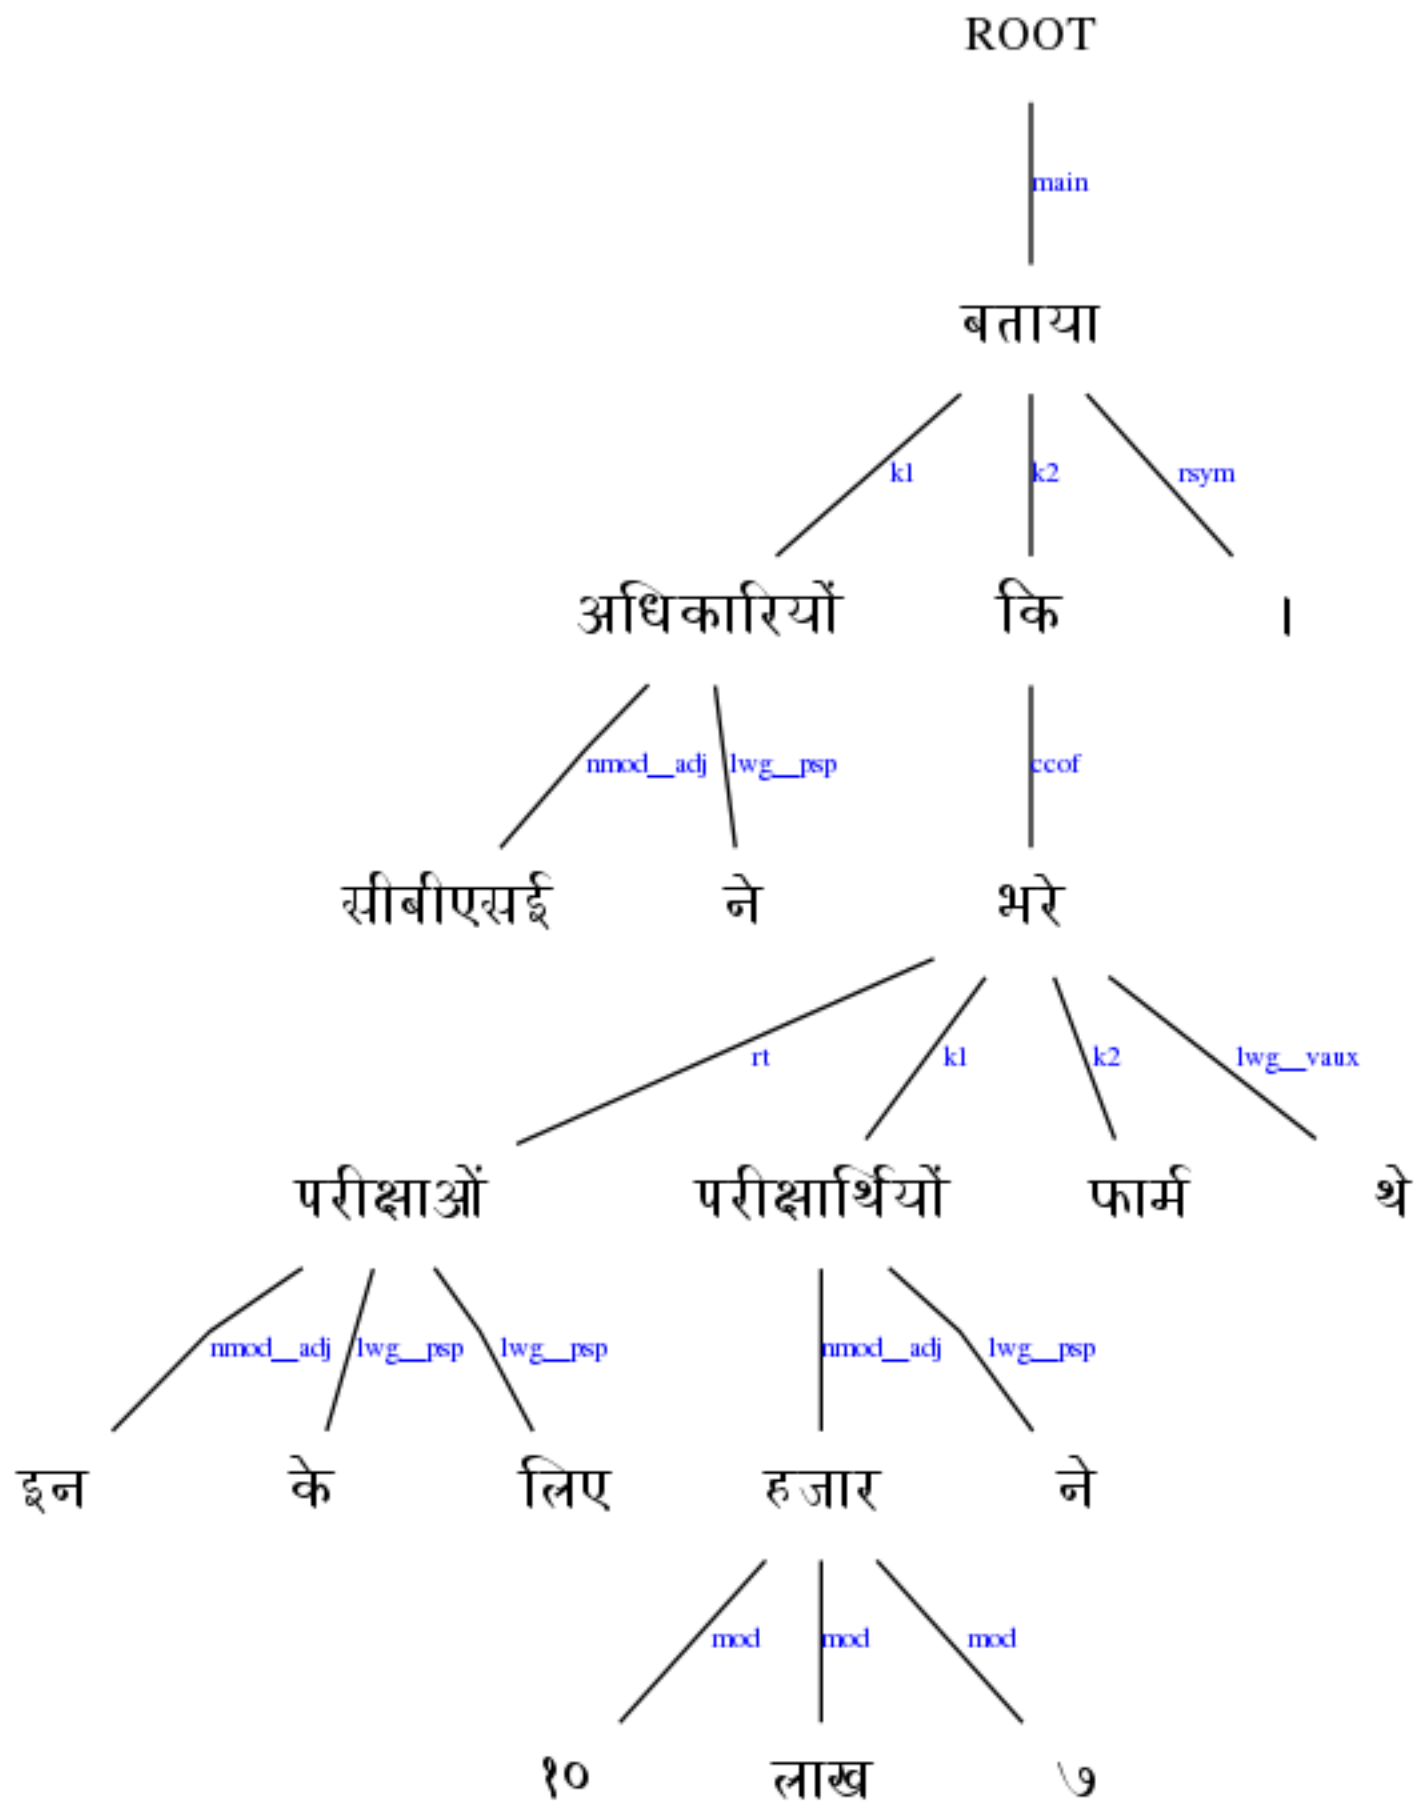 ROOT
main
बताया
k1 k2 rsym
अधिकारियों कि ।
nmod__adj lwg__psp ccof
सीबीएसई ने भरे
rt k1 k2 lwg__vaux
परीक्षाओं परीक्षार्थियों फार्म थे
nmod__adj lwg__psp lwg__psp nmod__adj lwg__psp
इन के लिए हजार ने
mod mod mod
१० लाख ७